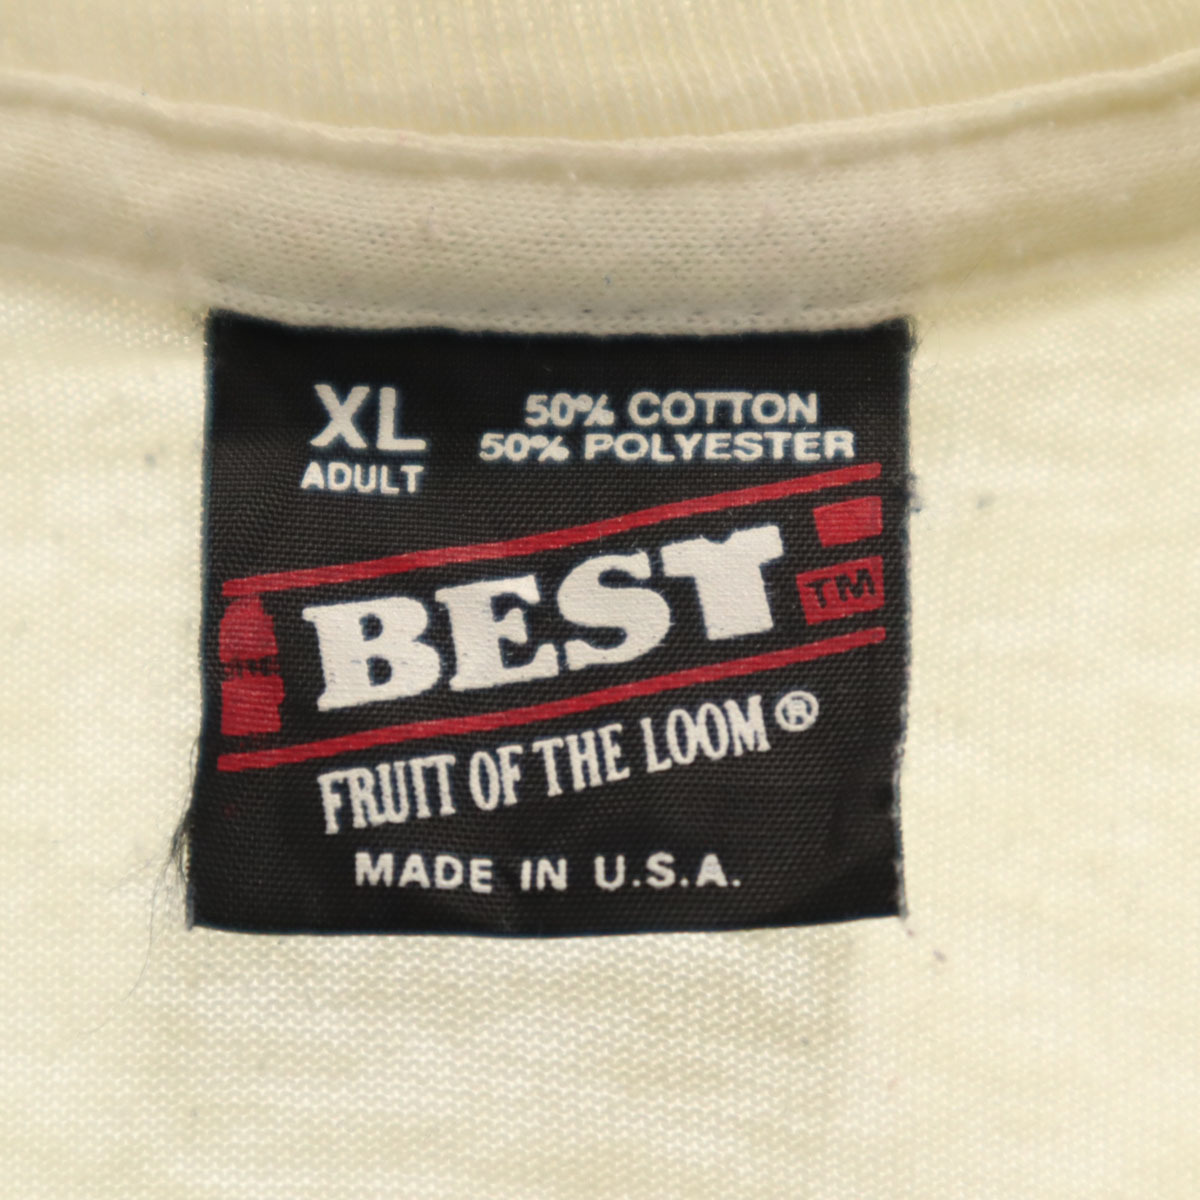 XL
ADULT
50% COTTON
50% POLYESTER
BEST
TM
FRUIT OF THE LOOM®
MADE IN U.S.A.